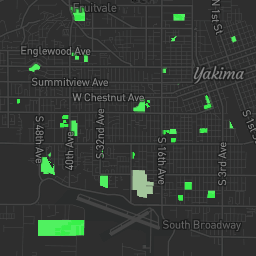 Fruitvale
N 1st St
Englewood Ave
Yakima
Summitview Ave
W Chestnut Ave
S 48th Ave
40th Ave
S 32nd Ave
S 16th Ave
S 3rd Ave
S 1st S
South Broadway